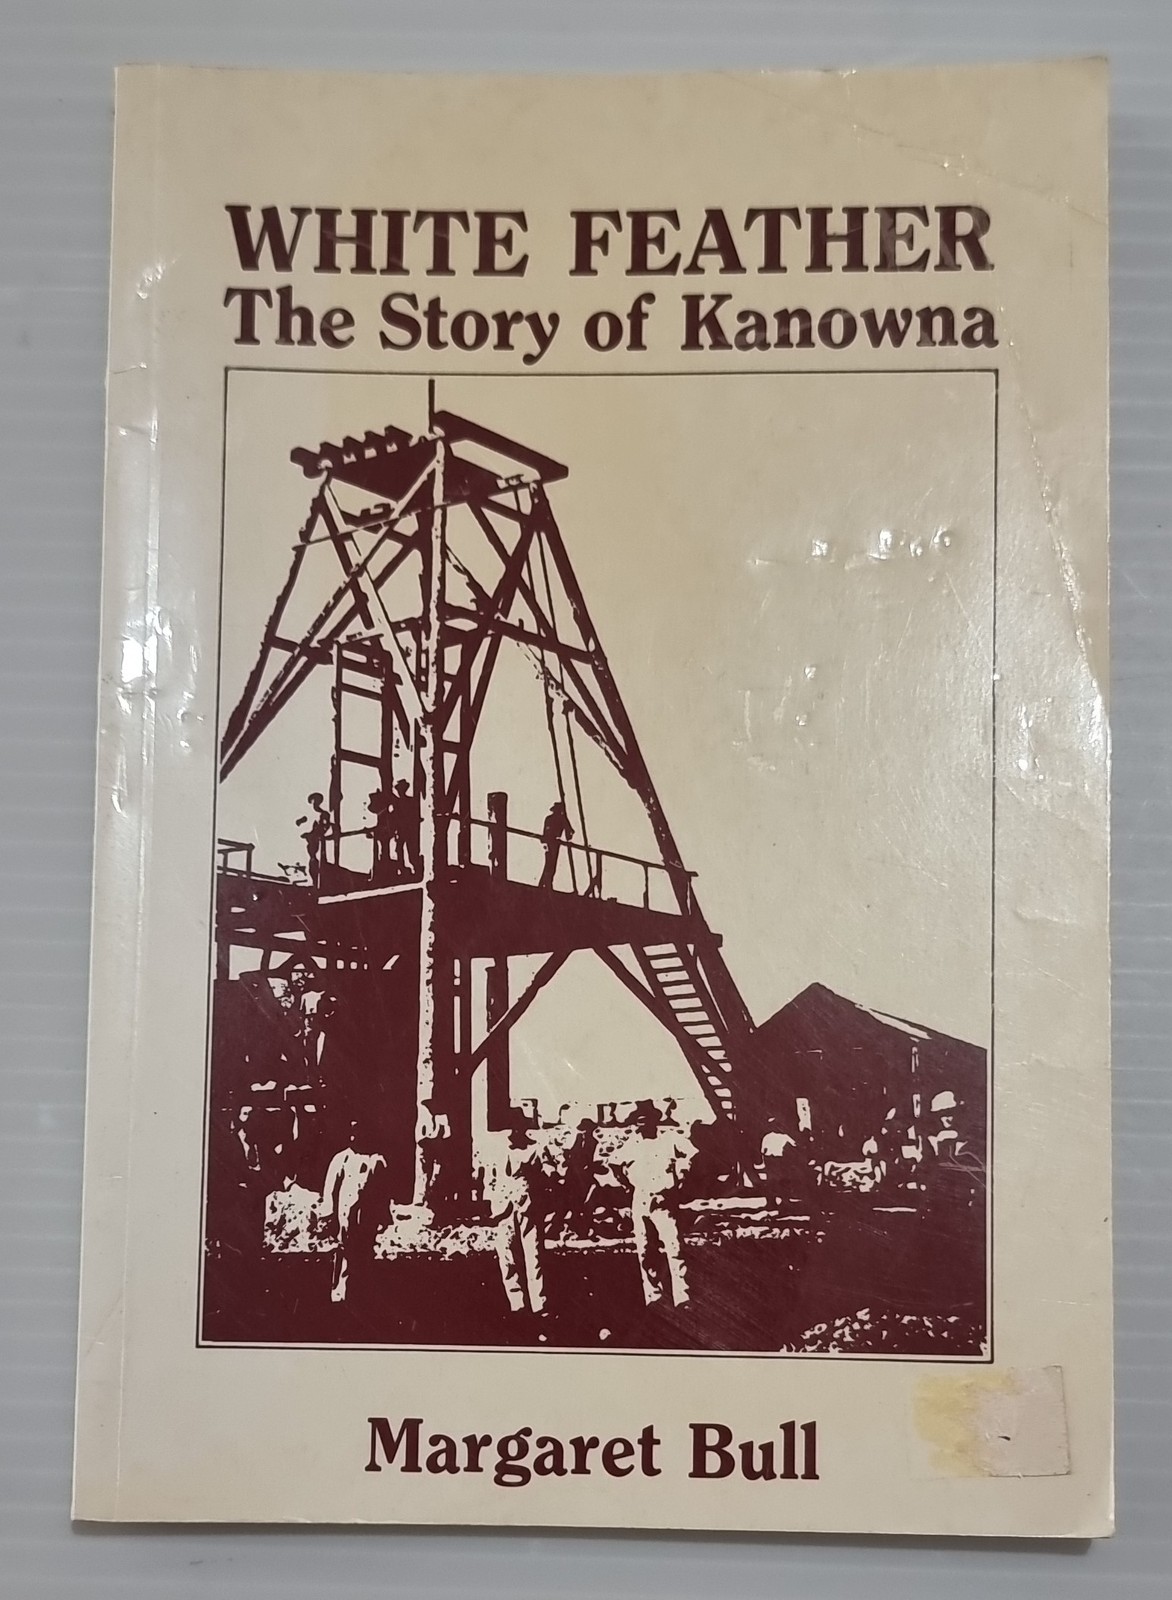 WHITE FEATHER
The Story of Kanowna
Margaret Bull